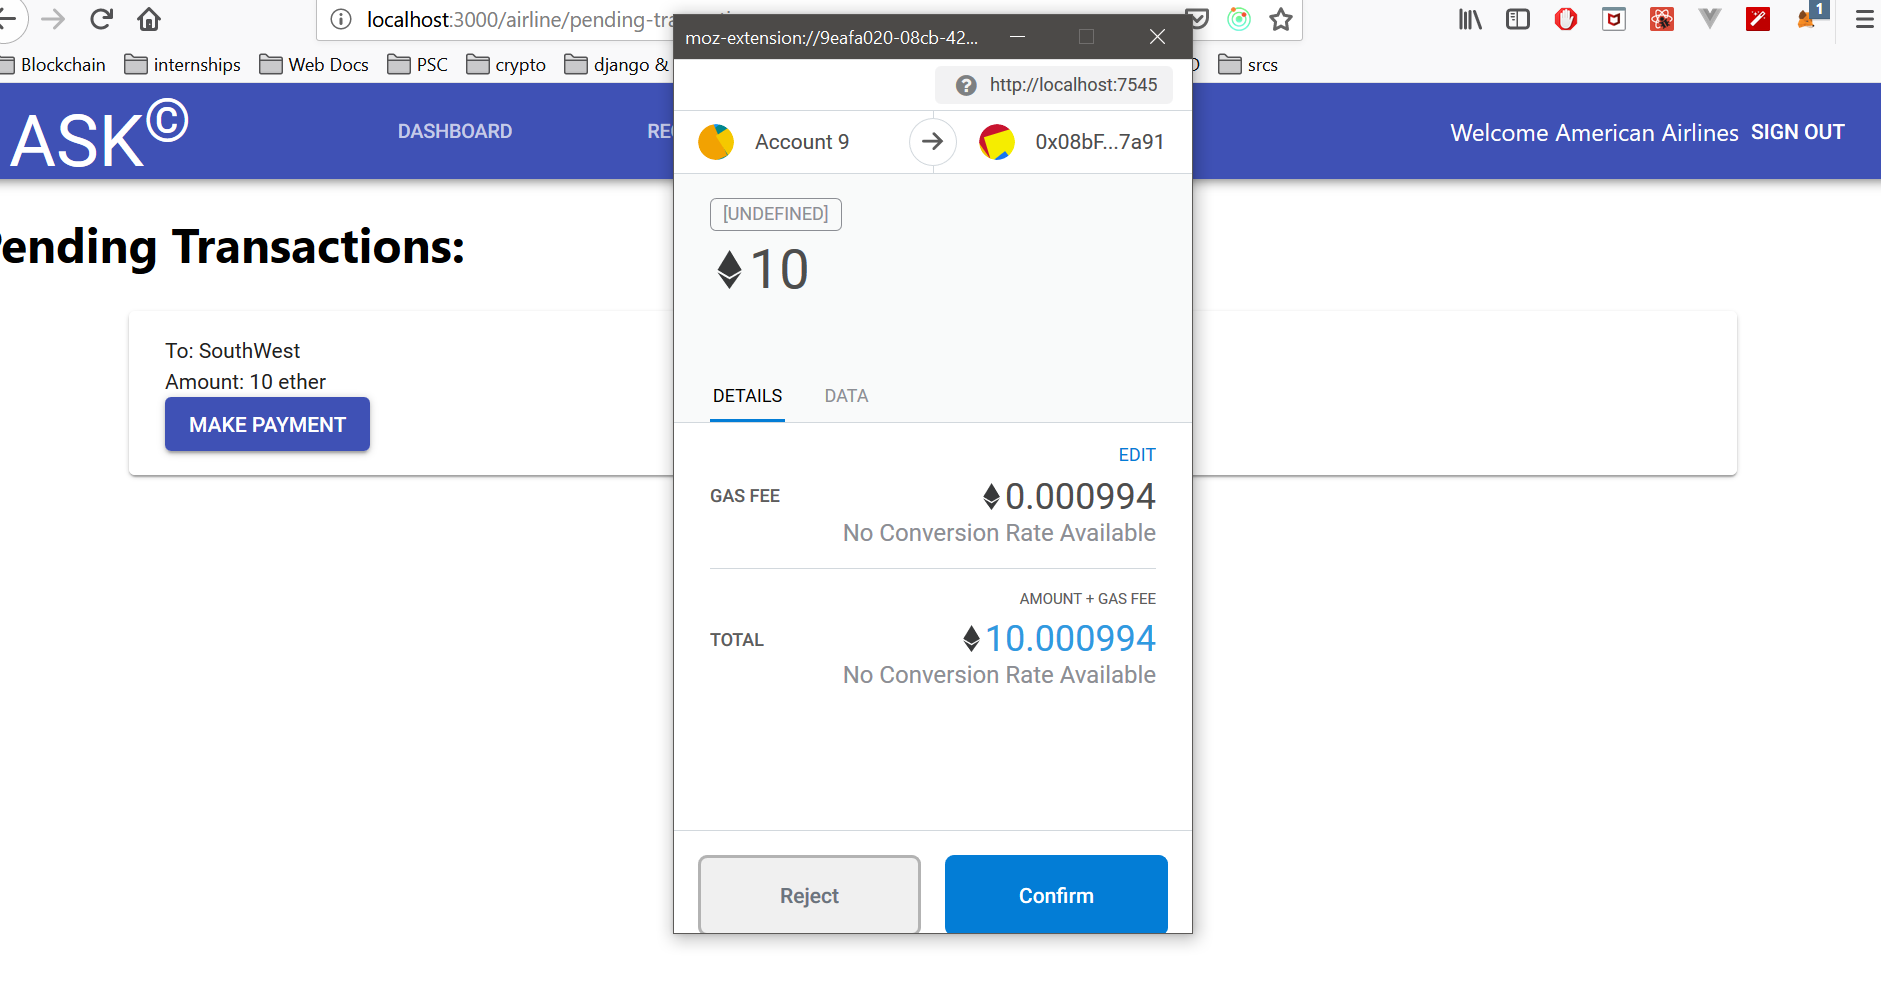 localhost:3000/airline/pending-tra
moz-extension://9eafa020-08cb-42...
1
Blockchain internships Web Docs PSC crypto django & srcs
http://localhost:7545
ASK©
DASHBOARD
Welcome American Airlines SIGN OUT
Account 9
0x08bF...7a91
[UNDEFINED]
10
ending Transactions:
To: SouthWest
Amount: 10 ether
MAKE PAYMENT
DETAILS DATA
EDIT
GAS FEE 0.000994
No Conversion Rate Available
AMOUNT + GAS FEE
TOTAL 10.000994
No Conversion Rate Available
Reject Confirm